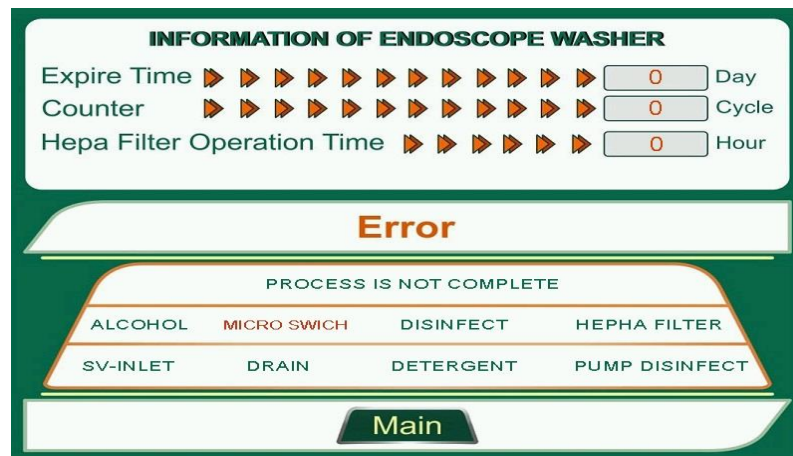 INFORMATION OF ENDOSCOPE WASHER
Expire Time 0 Day
Counter 0 Cycle
Hepa Filter Operation Time 0 Hour
Error
PROCESS IS NOT COMPLETE
ALCOHOL MICRO SWICH DISINFECT HEPHA FILTER
SV-INLET DRAIN DETERGENT PUMP DISINFECT
Main